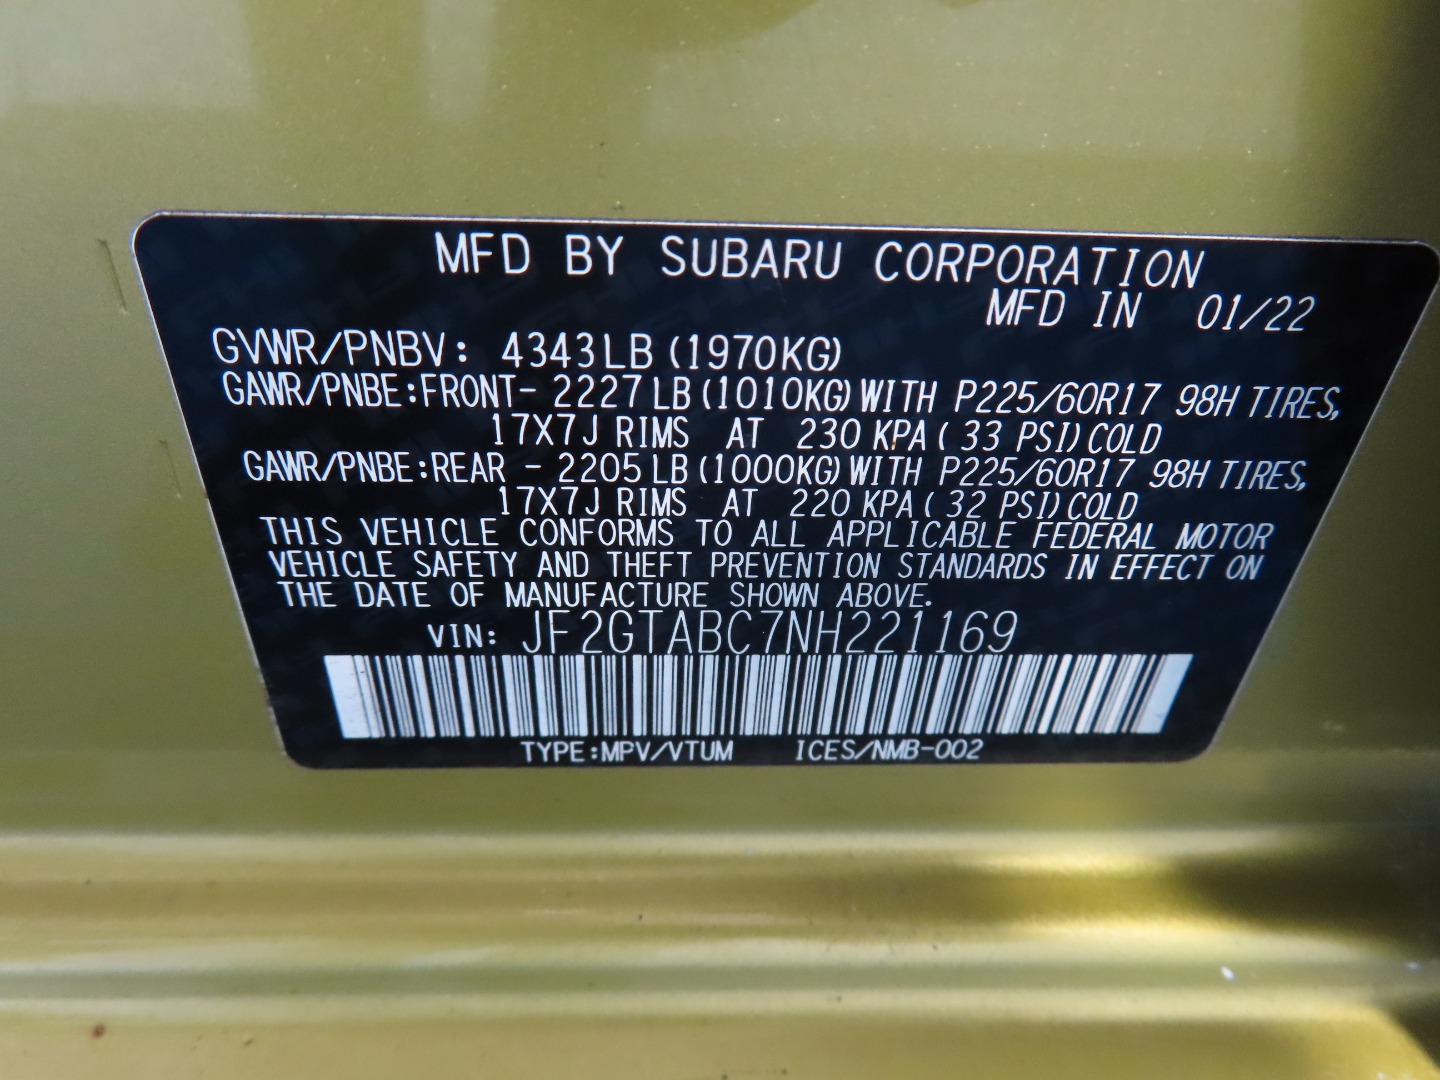 MFD BY SUBARU CORPORATION
MFD IN 01/22
GVWR/PNBV: 4343LB (1970KG)
GAWR/PNBE:FRONT- 2227 LB (1010KG) WITH P225/60R17 98H TIRES,
17X7J RIMS AT 230 KPA ( 33 PSI) COLD
GAWR/PNBE:REAR - 2205 LB (1000KG) WITH P225/60R17 98H TIRES,
17X7J RIMS AT 220 KPA ( 32 PSI) COLD
THIS VEHICLE CONFORMS TO ALL APPLICABLE FEDERAL MOTOR
VEHICLE SAFETY AND THEFT PREVENTION STANDARDS IN EFFECT ON
THE DATE OF MANUFACTURE SHOWN ABOVE.
VIN: JF2GTABC7NH221169
TYPE:MPV/VTUM ICES/NMB-002